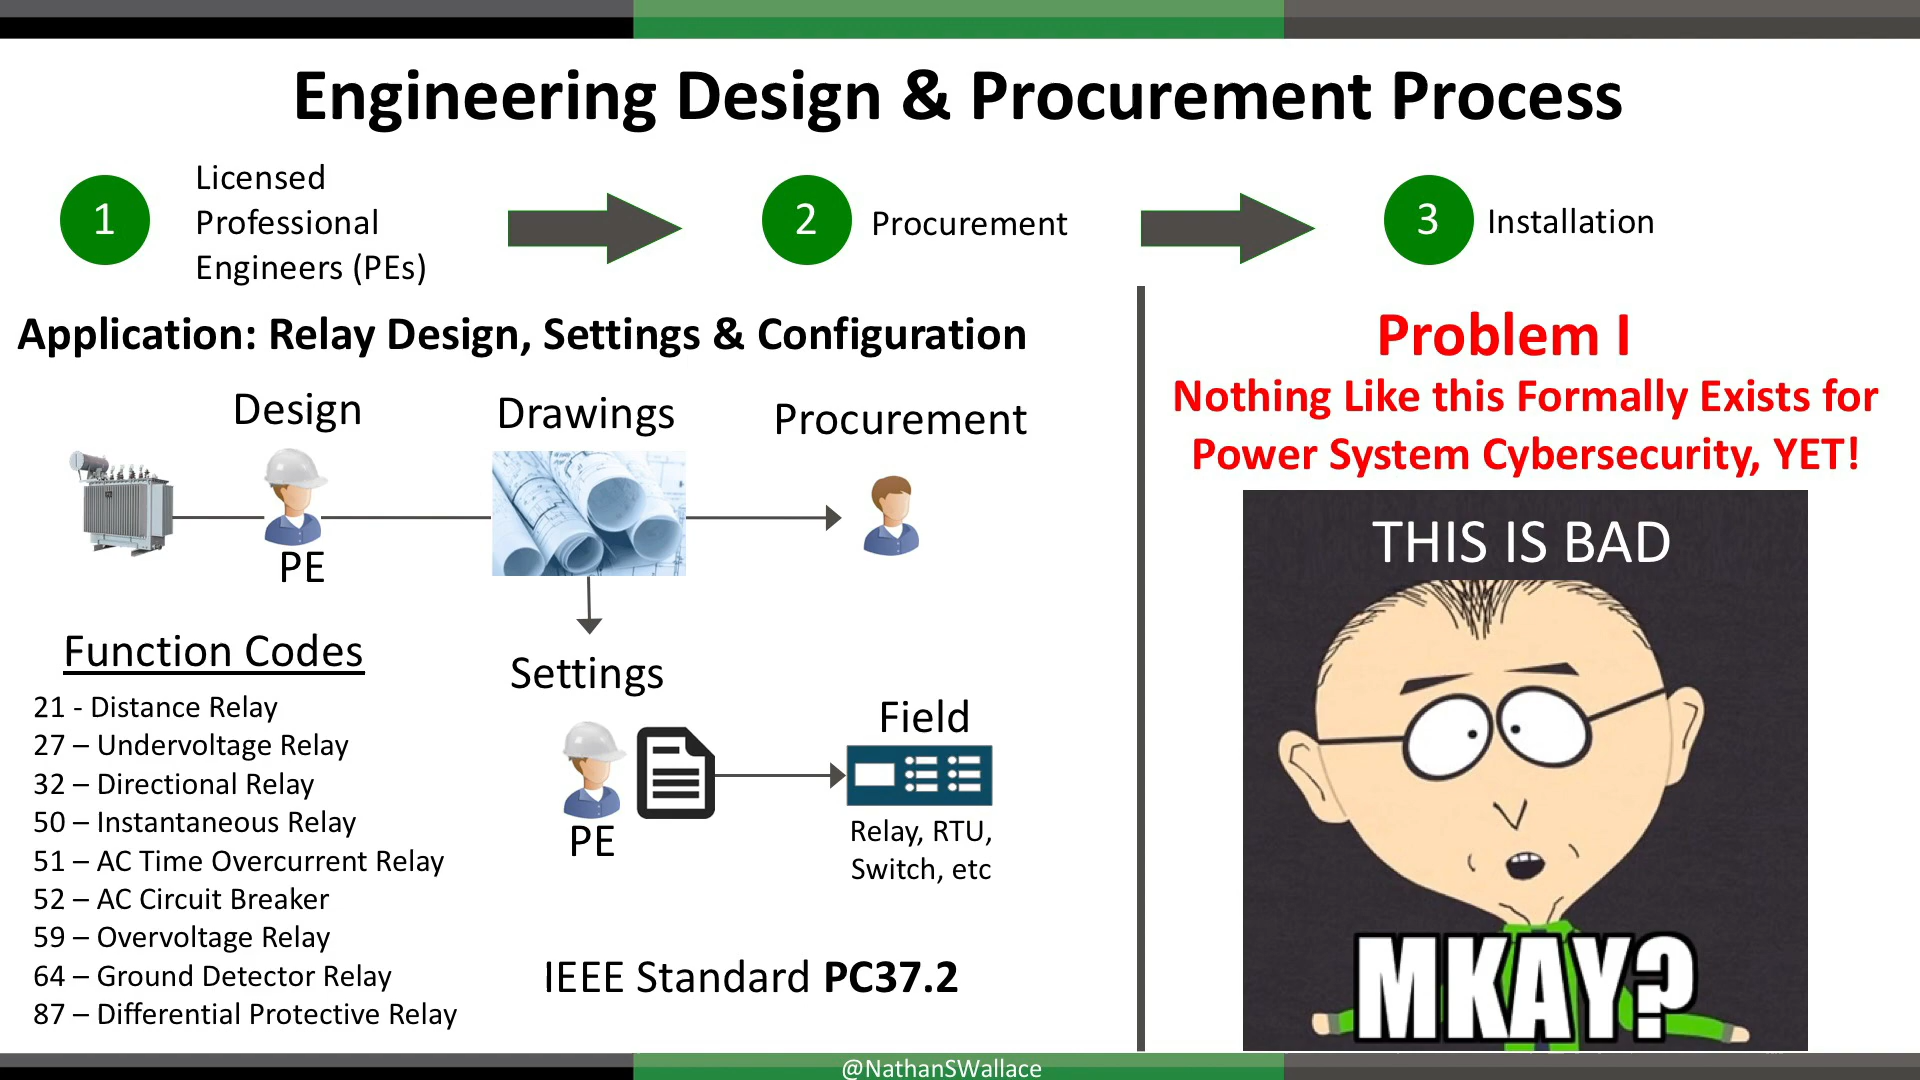 Engineering Design & Procurement Process
1
Licensed
Professional
Engineers (PEs)
2
Procurement
3
Installation
Application: Relay Design, Settings & Configuration
Design
Drawings
Procurement
PE
Function Codes
21 - Distance Relay
27 – Undervoltage Relay
32 – Directional Relay
50 – Instantaneous Relay
51 – AC Time Overcurrent Relay
52 – AC Circuit Breaker
59 – Overvoltage Relay
64 – Ground Detector Relay
87 – Differential Protective Relay
Settings
PE
Field
Relay, RTU,
Switch, etc
IEEE Standard PC37.2
Problem I
Nothing Like this Formally Exists for
Power System Cybersecurity, YET!
THIS IS BAD
MKAY?
@NathanSWallace